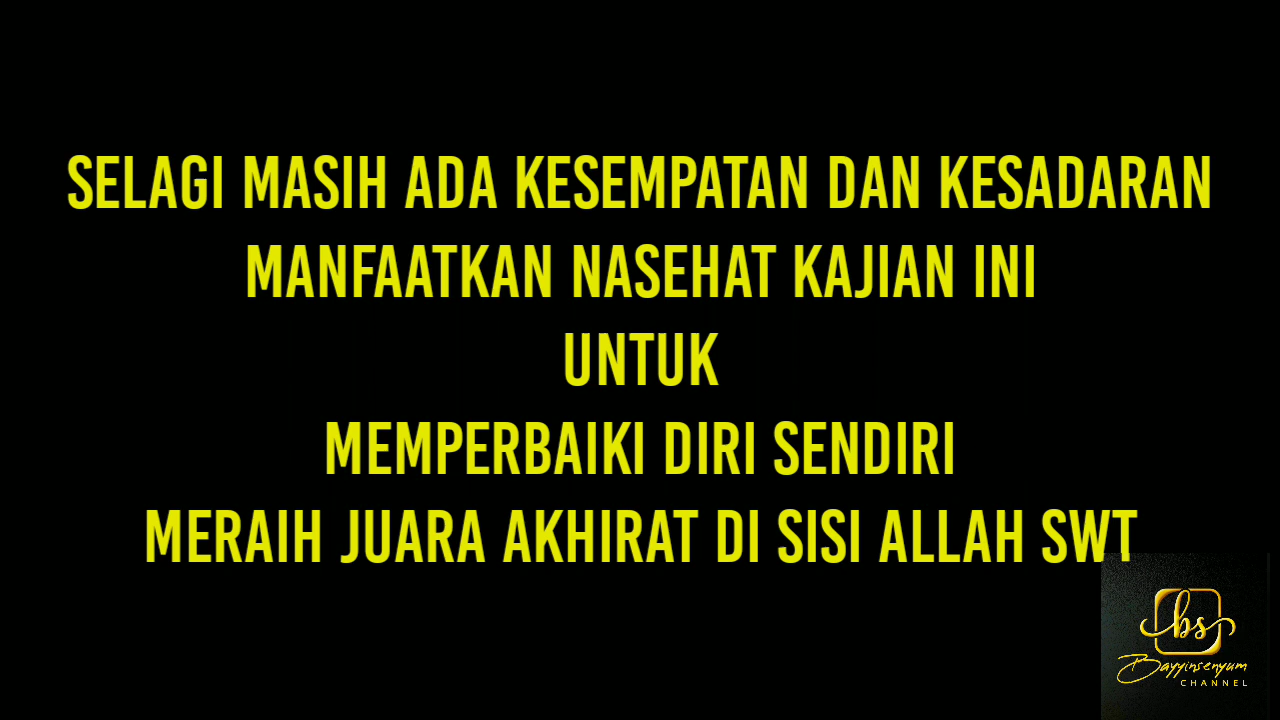 SELAGI MASIH ADA KESEMPATAN DAN KESADARAN
MANFAATKAN NASEHAT KAJIAN INI
UNTUK
MEMPERBAIKI DIRI SENDIRI
MERAIH JUARA AKHIRAT DI SISI ALLAH SWT
bs
Bayyinsenyum
CHANNEL